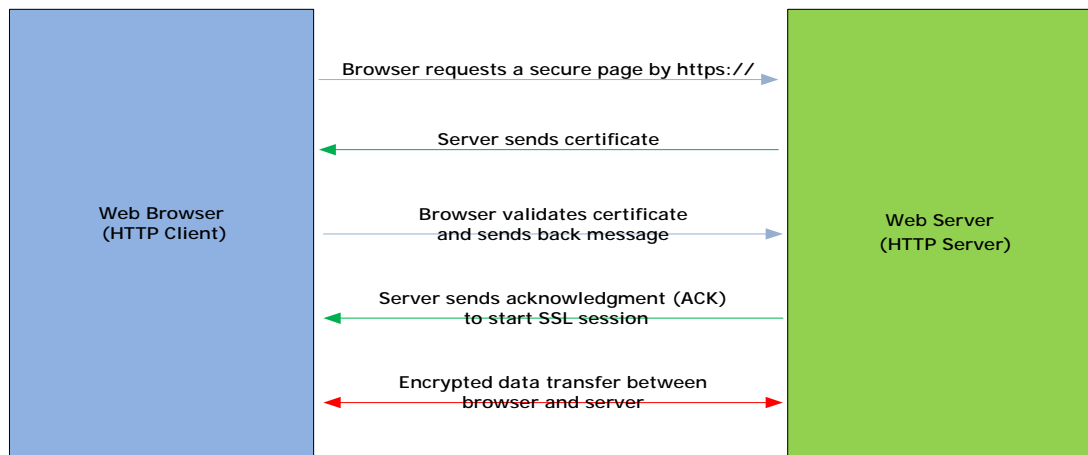 Browser requests a secure page by https://
Server sends certificate
Web Browser
(HTTP Client)
Browser validates certificate
and sends back message
Web Server
(HTTP Server)
Server sends acknowledgment (ACK)
to start SSL session
Encrypted data transfer between
browser and server